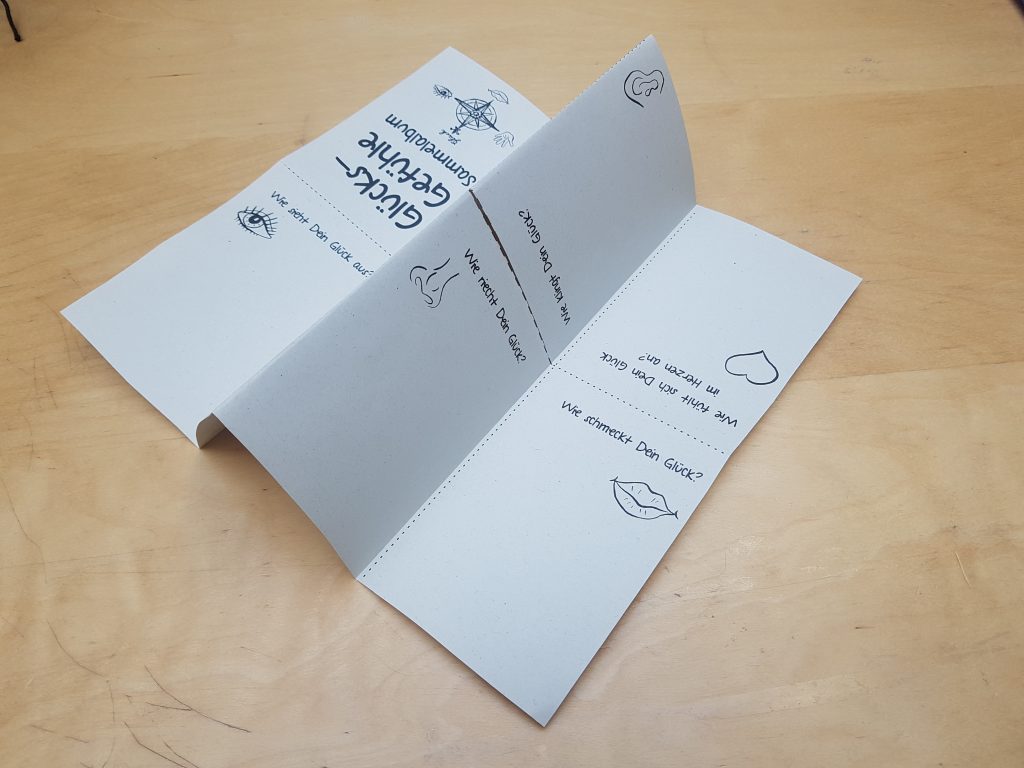 Glücks-
Gefühle
Sammelalbum
Wie sieht Dein Glück aus?
Wie riecht Dein Glück?
Wie klingt Dein Glück?
Wie fühlt sich Dein Glück
im Herzen an?
Wie schmeckt Dein Glück?